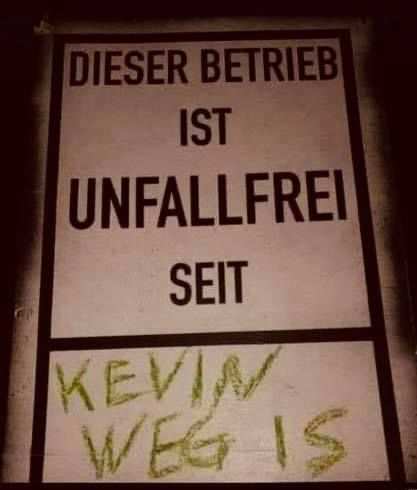 DIESER BETRIEB
IST
UNFALLFREI
SEIT
KEVIN
WEG IS